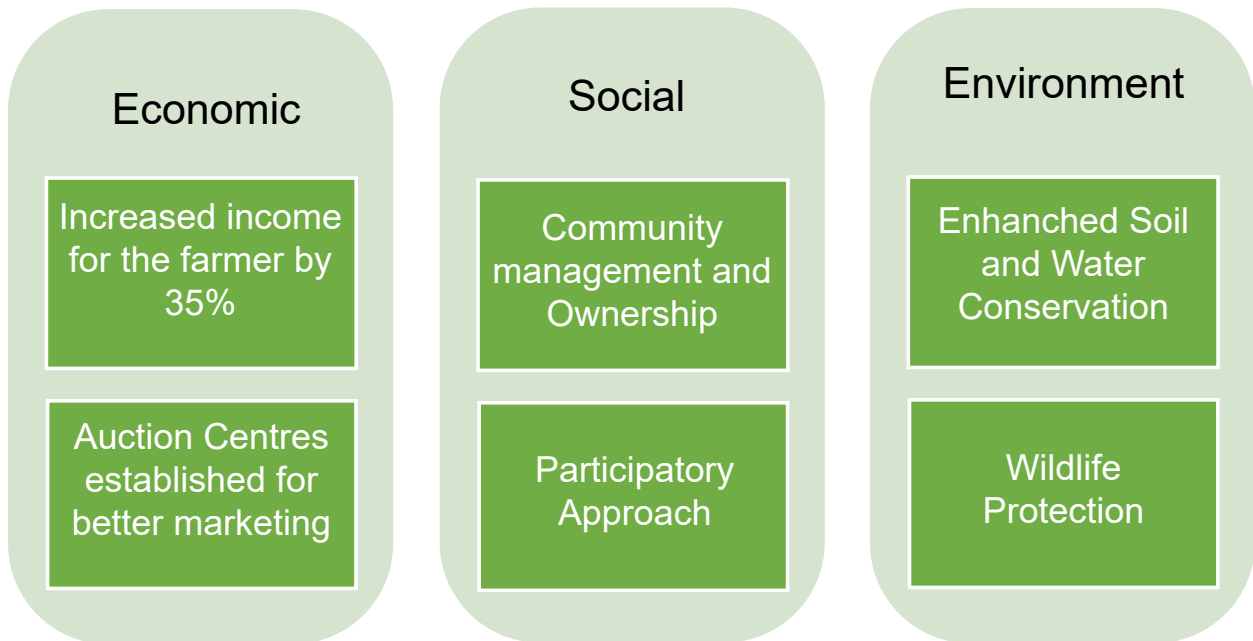 Economic
Increased income
for the farmer by
35%
Auction Centres
established for
better marketing
Social
Community
management and
Ownership
Participatory
Approach
Environment
Enhanched Soil
and Water
Conservation
Wildlife
Protection